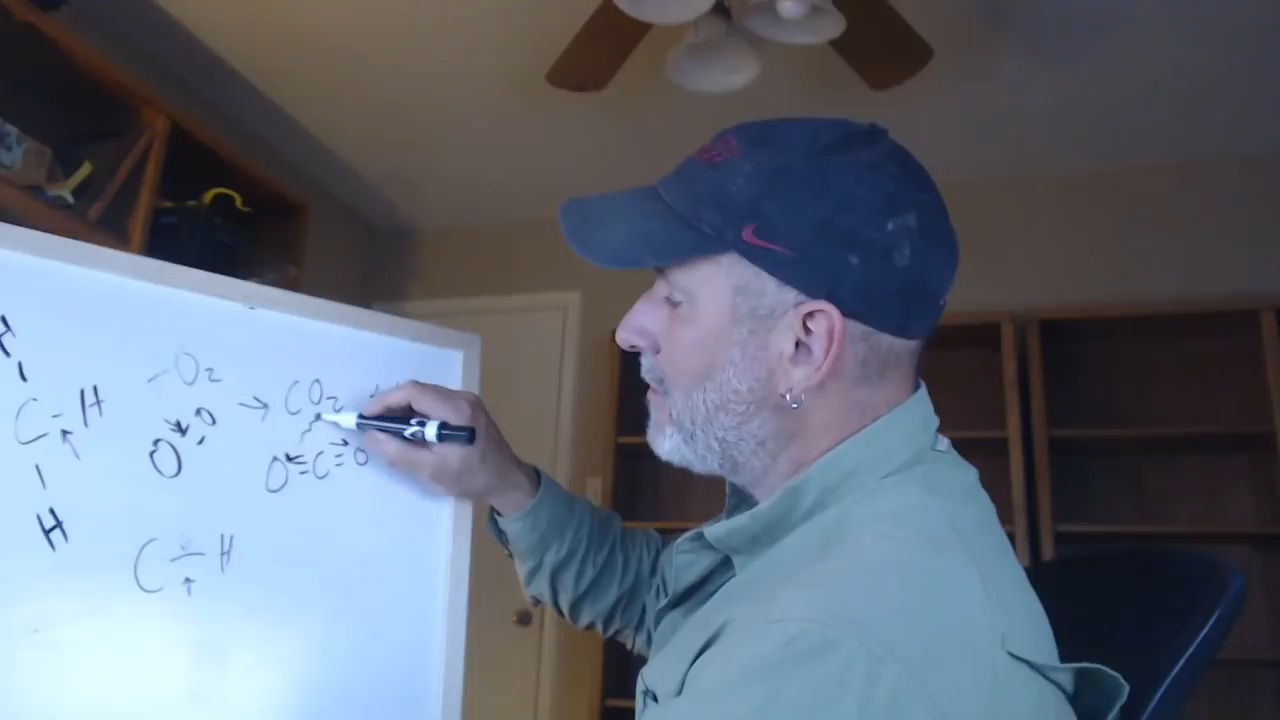 H
C - H
H
- O₂ → CO₂ +
O O
O = C = O
C — H